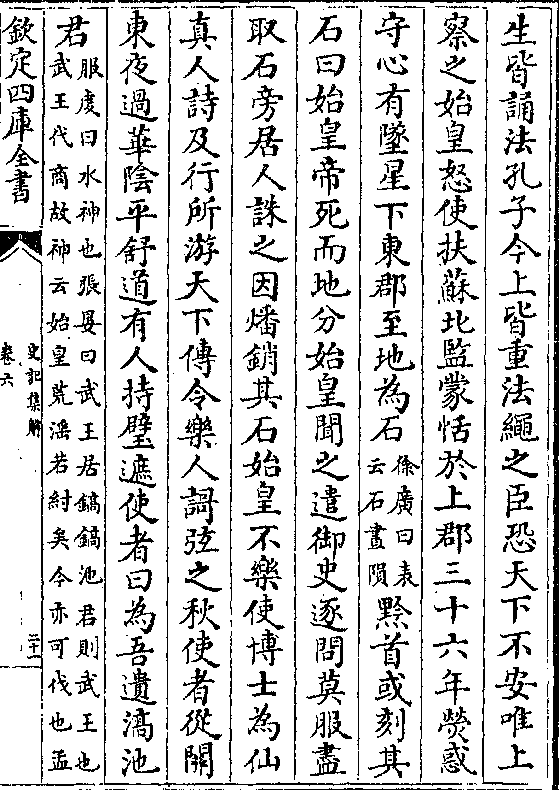 生皆誦法孔子今上皆重法繩之臣恐天下不安唯上
察之始皇怒使扶蘇北監蒙恬於上郡三十六年熒惑
守心有墜星下東郡至地為石徐廣曰表云石晝隕黔首或刻其
石曰始皇帝死而地分始皇聞之遣御史逐問莫服盡
取石旁居人誅之因燔銷其石始皇不樂使博士為仙
真人詩及行所游天下傳令樂人謌弦之秋使者從關
東夜過華陰平舒道有人持璧遮使者曰為吾遺滈池
君服虔曰水神也張晏曰武王居鎬鎬池君則武王也武王代商故神云始皇荒滛若紂矣今亦可伐也孟
欽定四庫全書
史記集解
卷六
二十一